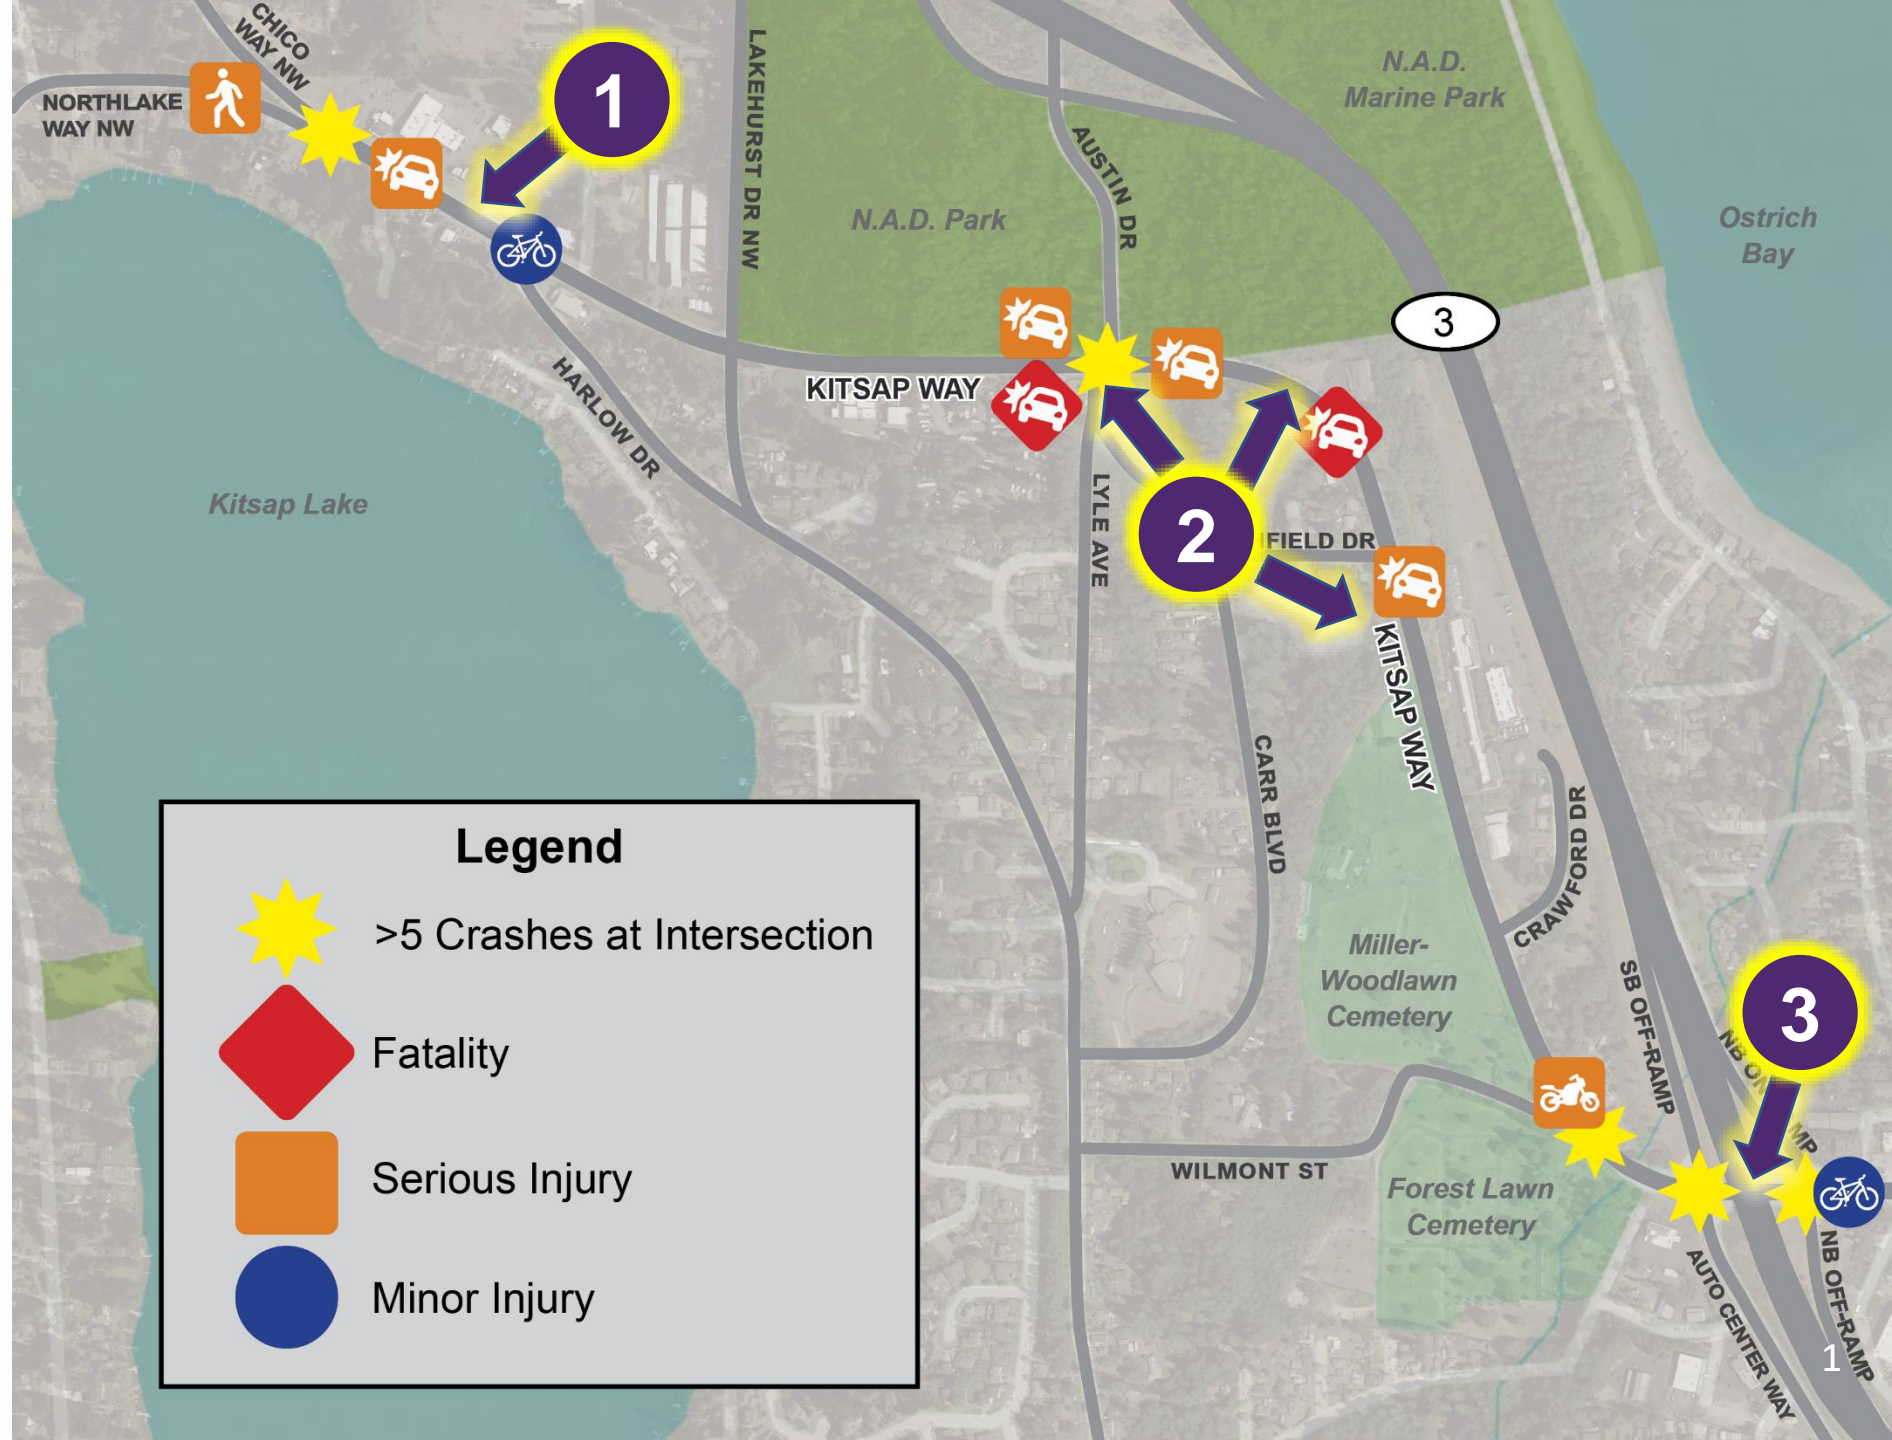 CHICO
WAY NW
NORTHLAKE
WAY NW
1
LAKEHURST DR NW
N.A.D.
Marine Park
AUSTIN DR
N.A.D. Park
Ostrich
Bay
3
KITSAP WAY
HARLOW DR
Kitsap Lake
LYLE AVE
2
FIELD DR
KITSAP WAY
CARR BLVD
CRAWFORD DR
Miller-
Woodlawn
Cemetery
SB OFF-RAMP
3
NB ON
MP
WILMONT ST
Forest Lawn
Cemetery
AUTO CENTER WAY
NB OFF-RAMP
Legend
>5 Crashes at Intersection
Fatality
Serious Injury
Minor Injury
1